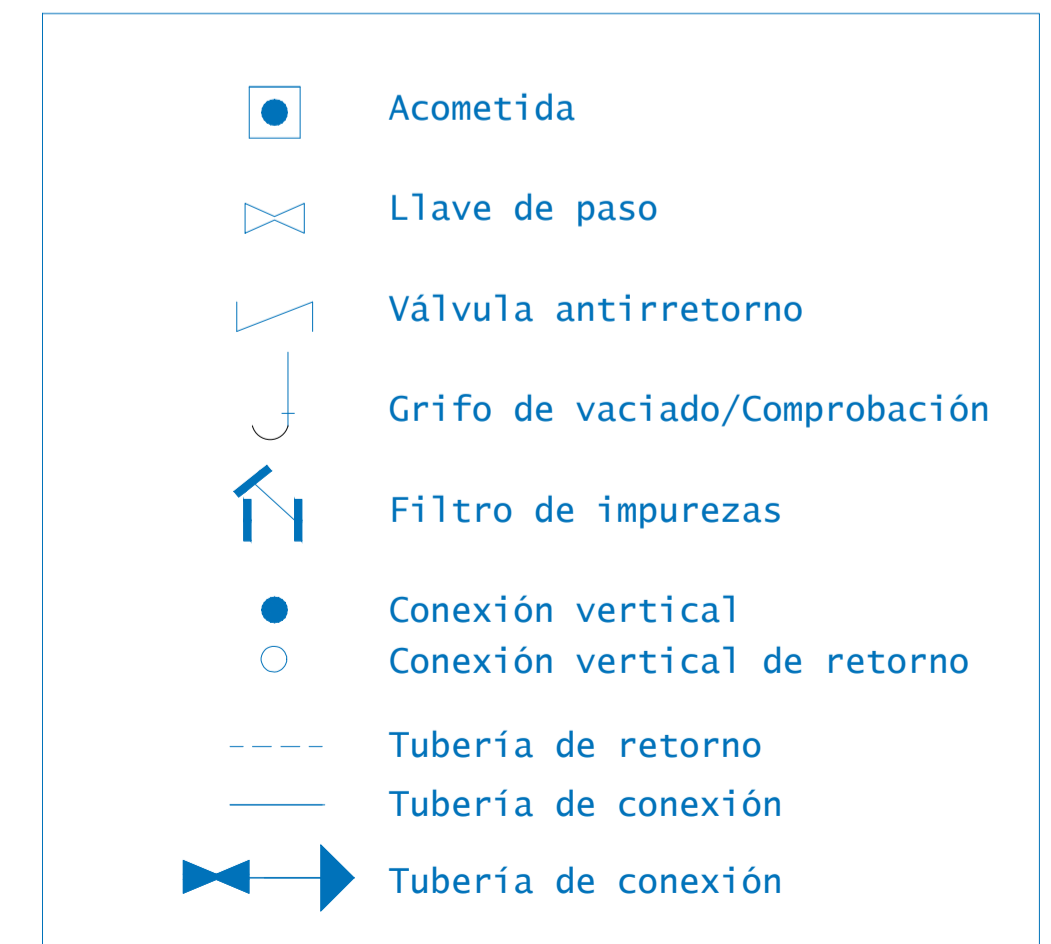 Acometida
Llave de paso
Válvula antirretorno
Grifo de vaciado/Comprobación
Filtro de impurezas
Conexión vertical
Conexión vertical de retorno
Tubería de retorno
Tubería de conexión
Tubería de conexión